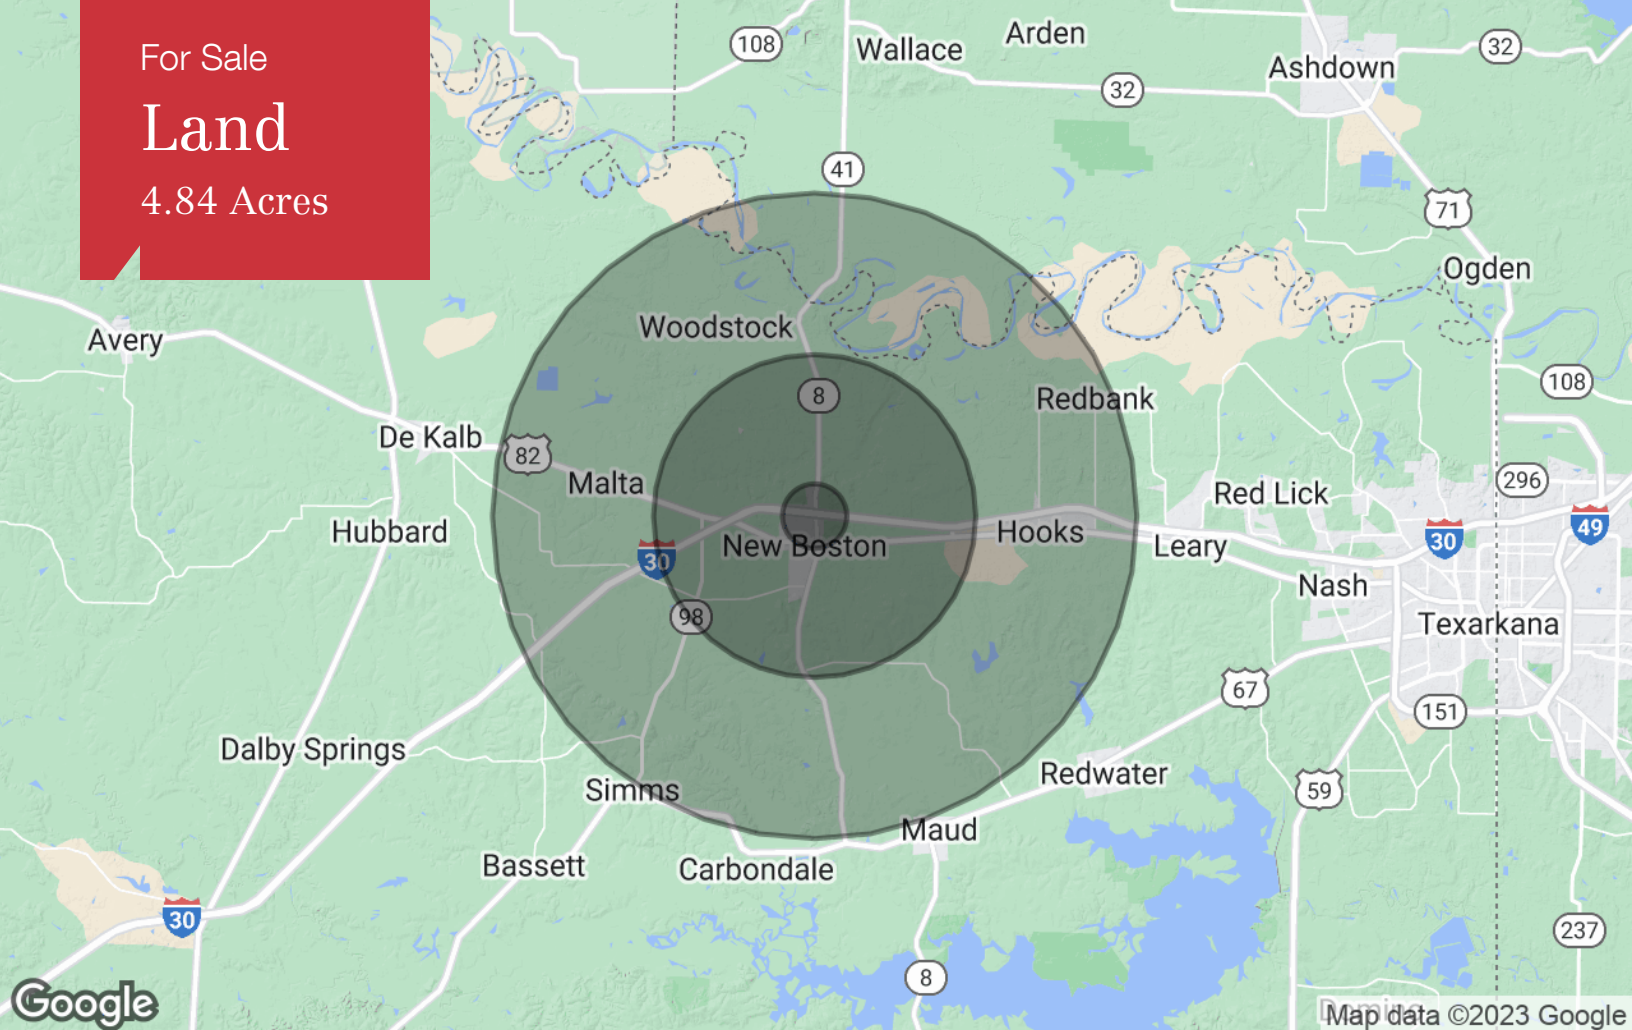 For Sale
Land
4.84 Acres
108
Wallace
Arden
32
Ashdown
32
41
71
Ogden
Avery
Woodstock
8
Redbank
108
De Kalb
82
Malta
Red Lick
296
Hubbard
30
New Boston
Hooks
Leary
30
49
Nash
98
Texarkana
67
151
Dalby Springs
Simms
Redwater
59
Maud
Bassett
Carbondale
30
237
8
Google
Map data ©2023 Google